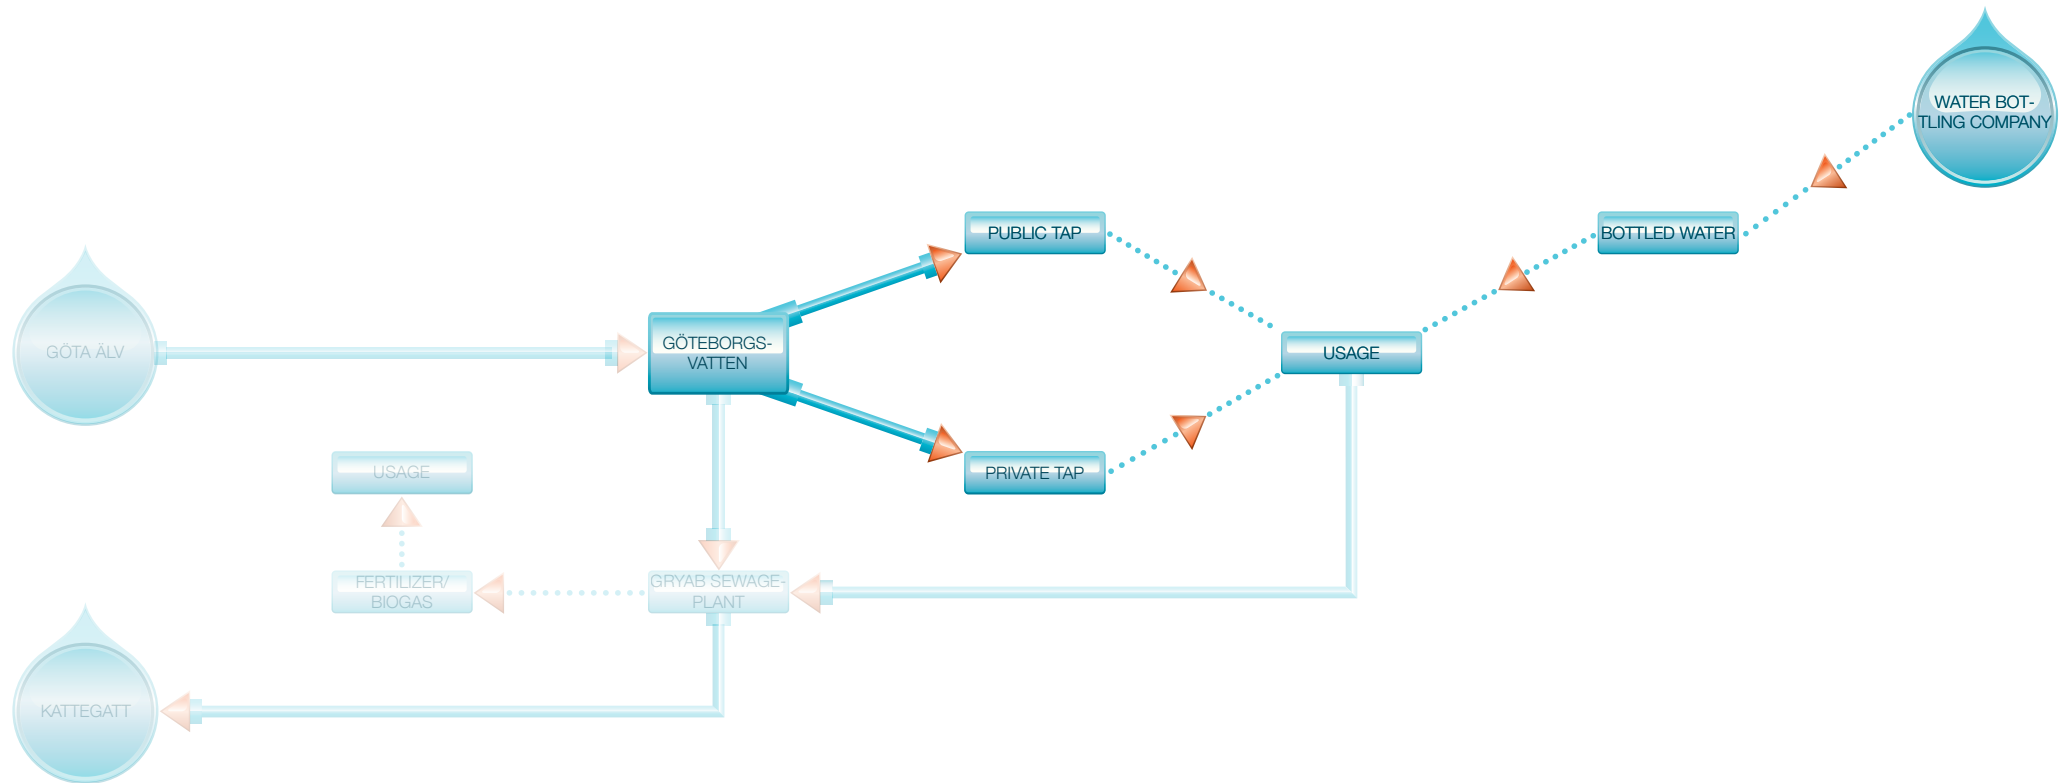 WATER BOT-
TLING COMPANY
PUBLIC TAP
BOTTLED WATER
GÖTA ÄLV
GÖTEBORGS-
VATTEN
USAGE
USAGE
PRIVATE TAP
FERTILIZER/
BIOGAS
GRYAB SEWAGE-
PLANT
KATTEGATT